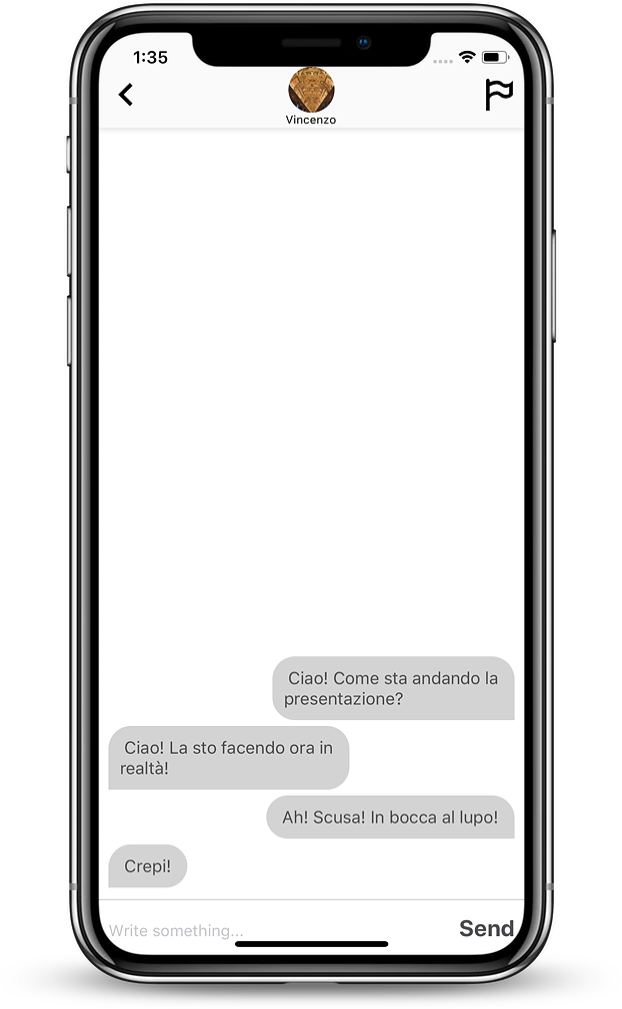 1:35
Vincenzo
Ciao! Come sta andando la
presentazione?
Ciao! La sto facendo ora in
realtà!
Ah! Scusa! In bocca al lupo!
Crepi!
Write something...
Send